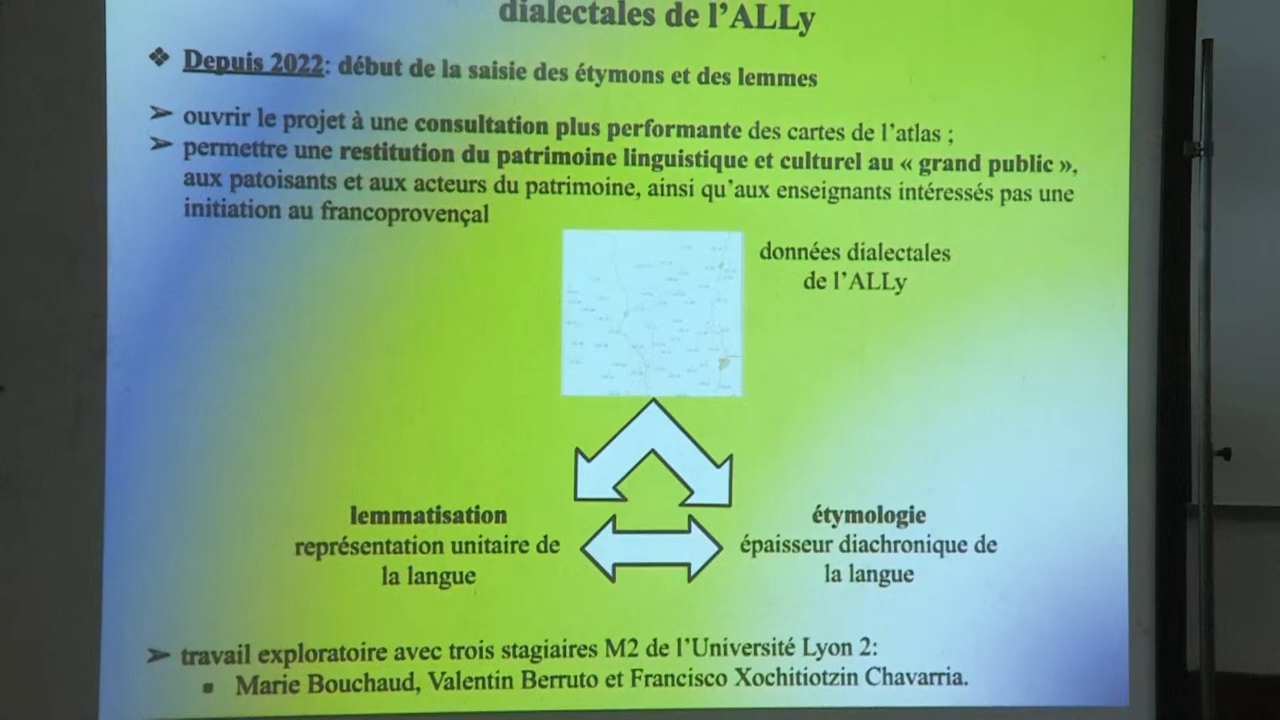 dialectales de l'ALLy
❖ Depuis 2022: début de la saisie des étymons et des lemmes
➢ ouvrir le projet à une consultation plus performante des cartes de l'atlas ;
➢ permettre une restitution du patrimoine linguistique et culturel au « grand public »,
aux patoisants et aux acteurs du patrimoine, ainsi qu'aux enseignants intéressés pas une
initiation au francoprovençal
données dialectales
de l'ALLy
lemmatisation
représentation unitaire de
la langue
étymologie
épaisseur diachronique de
la langue
➢ travail exploratoire avec trois stagiaires M2 de l'Université Lyon 2:
▪ Marie Bouchaud, Valentin Berruto et Francisco Xochitiotzin Chavarria.